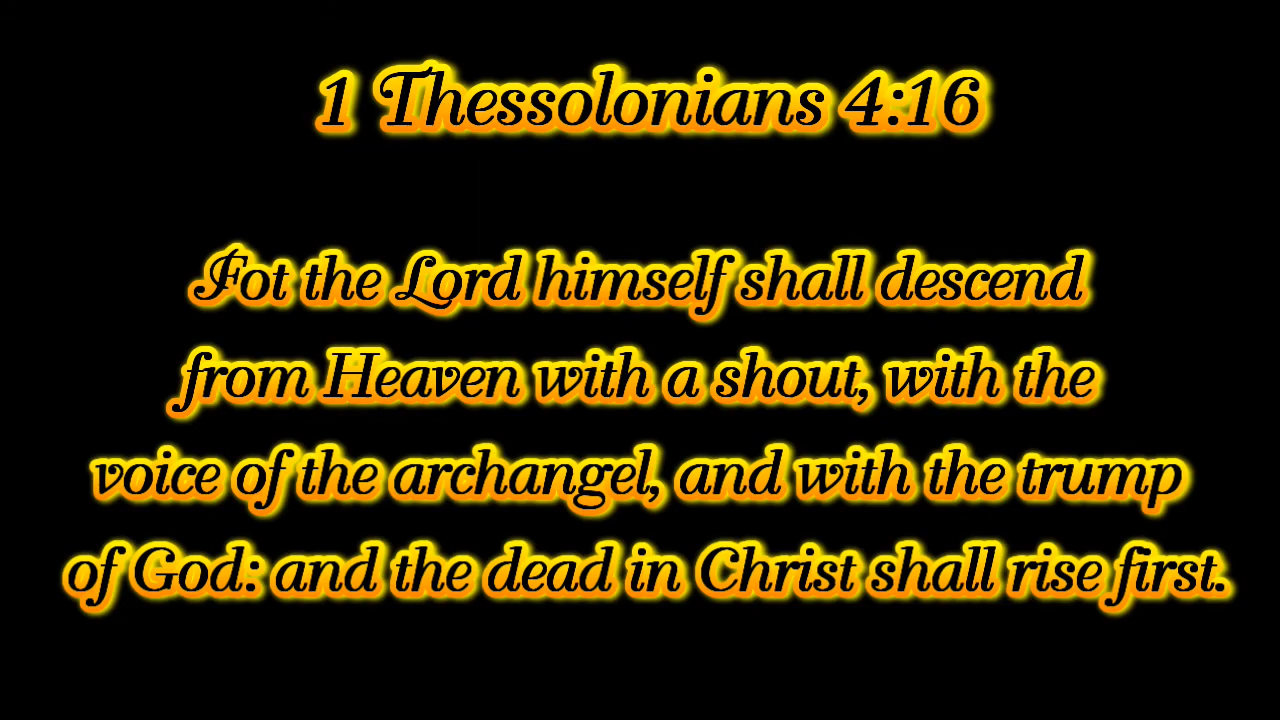 1 Thessolonians 4:16
Fot the Lord himself shall descend
from Heaven with a shout, with the
voice of the archangel, and with the trump
of God: and the dead in Christ shall rise first.